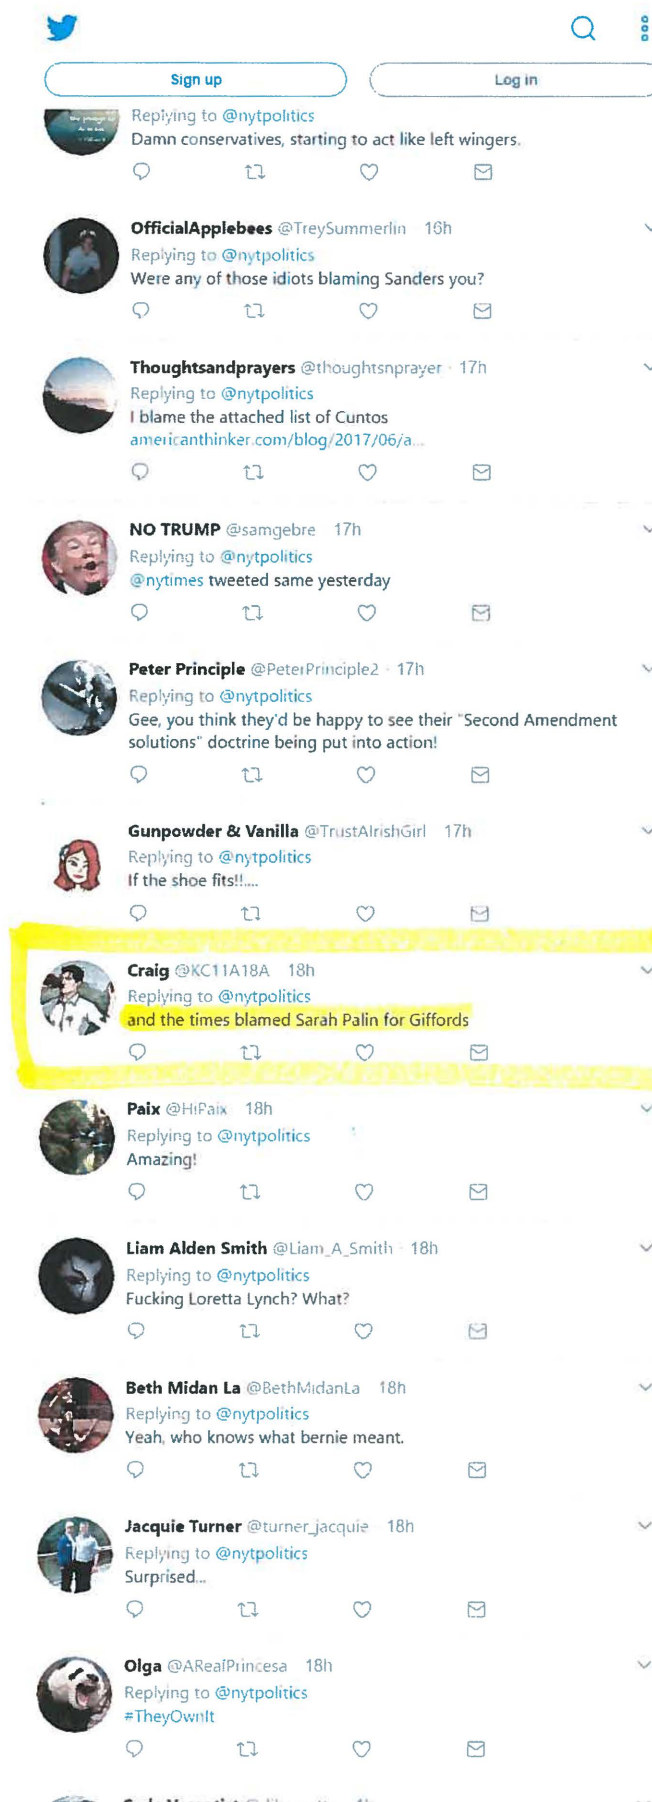 Sign up
Log in
Replying to @nytpolitics
Damn conservatives, starting to act like left wingers.
OfficialApplebees @TreySummerlin · 16h
Replying to @nytpolitics
Were any of those idiots blaming Sanders you?
Thoughtsandprayers @thoughtsnprayer · 17h
Replying to @nytpolitics
I blame the attached list of Cuntos
americanthinker.com/blog/2017/06/a...
NO TRUMP @samgebre 17h
Replying to @nytpolitics
@nytimes tweeted same yesterday
Peter Principle @PeterPrinciple2 · 17h
Replying to @nytpolitics
Gee, you think they'd be happy to see their "Second Amendment
solutions" doctrine being put into action!
Gunpowder & Vanilla @TrustAIrishGirl 17h
Replying to @nytpolitics
If the shoe fits!!....
Craig @KC11A18A 18h
Replying to @nytpolitics
and the times blamed Sarah Palin for Giffords
Paix @HiPaix 18h
Replying to @nytpolitics
Amazing!
Liam Alden Smith @Liam_A_Smith · 18h
Replying to @nytpolitics
Fucking Loretta Lynch? What?
Beth Midan La @BethMidanLa 18h
Replying to @nytpolitics
Yeah, who knows what bernie meant.
Jacquie Turner @turner_jacquie 18h
Replying to @nytpolitics
Surprised...
Olga @ARealPrincesa 18h
Replying to @nytpolitics
#TheyOwnIt